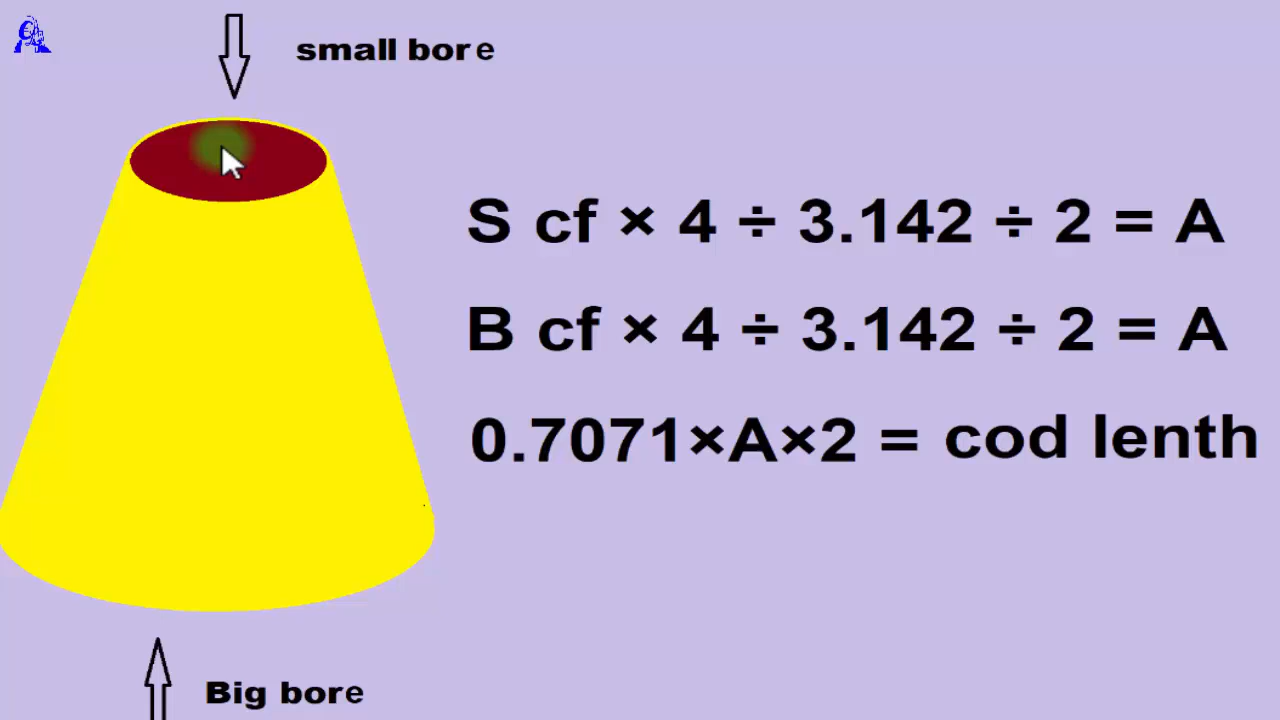 small bore
S cf × 4 ÷ 3.142 ÷ 2 = A
B cf × 4 ÷ 3.142 ÷ 2 = A
0.7071×A×2 = cod lenth
Big bore